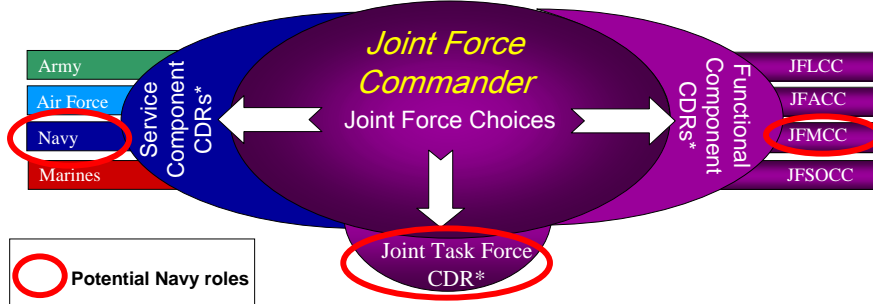 Joint Force
Commander
Joint Force Choices
Army
Air Force
Navy
Marines
Service
Component
CDRs*
Functional
Component
CDRs*
JFLCC
JFACC
JFMCC
JFSOCC
Joint Task Force
CDR*
Potential Navy roles